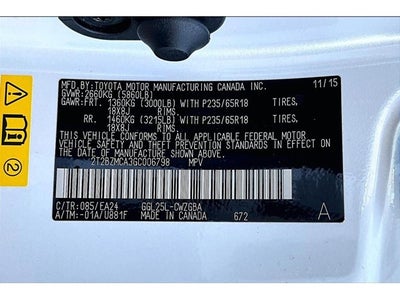 MFD.BY:TOYOTA MOTOR MANUFACTURING CANADA INC. 11/15
GVWR:2660KG (5860LB)
GAWR:FRT. 1360KG (3000LB) WITH P235/65R18 TIRES,
18X8J RIMS,
RR. 1460KG (3215LB) WITH P235/65R18 TIRES,
18X8J RIMS,
THIS VEHICLE CONFORMS TO ALL APPLICABLE FEDERAL MOTOR
VEHICLE SAFETY STANDARDS IN EFFECT ON THE DATE OF
MANUFACTURE SHOWN ABOVE.
2T2BZMCA3GC006798 MPV
C/TR:085/EA24 GGL25L-CWZGBA
A/TM:-01A/U881F MADE IN CANADA 672 A
2